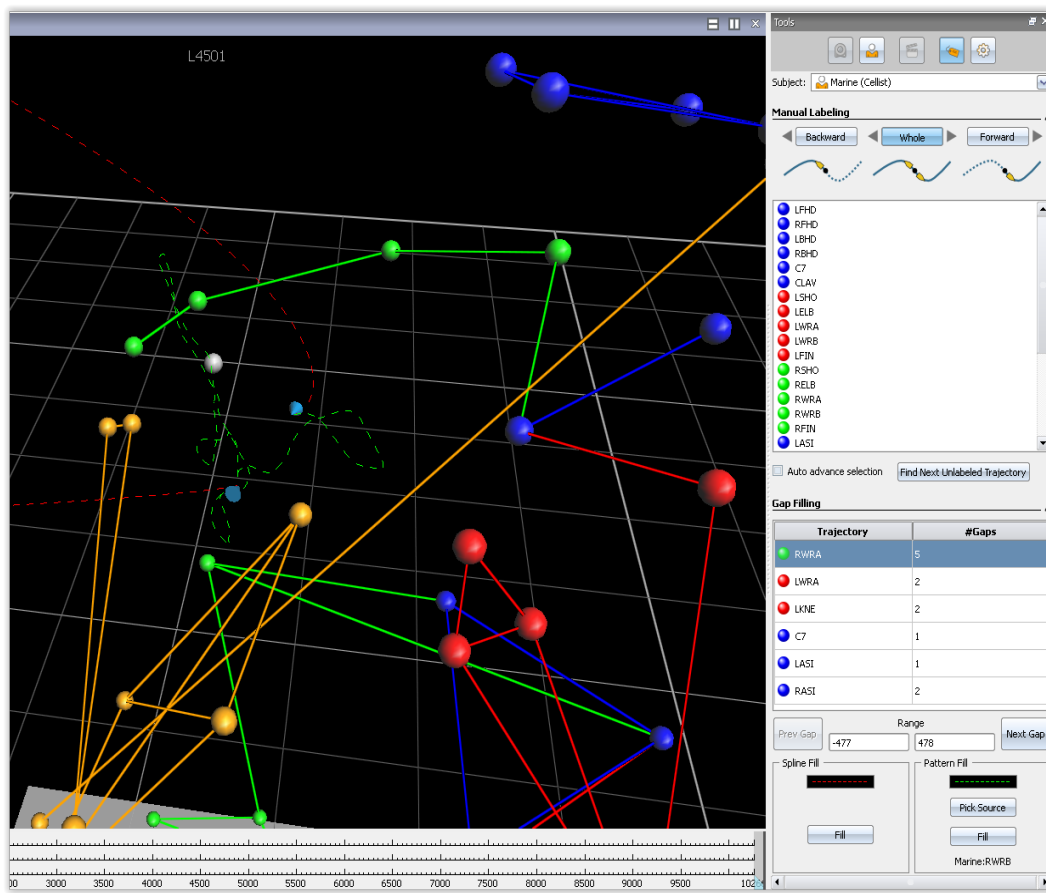 Tools
L4501
Subject: Marine (Cellist)
Manual Labeling
Backward Whole Forward
LFHD
RFHD
LBHD
RBHD
C7
CLAV
LSHO
LELB
LWRA
LWRB
LFIN
RSHO
RELB
RWRA
RWRB
RFIN
LASI
Auto advance selection Find Next Unlabeled Trajectory
Gap Filling
Trajectory #Gaps
RWRA 5
LWRA 2
LKNE 2
C7 1
LASI 1
RASI 2
Prev Gap Range Next Gap
-477 478
Spline Fill Pattern Fill
Pick Source
Fill Fill
Marine:RWRB
3000 3500 4000 4500 5000 5500 6000 6500 7000 7500 8000 8500 9000 9500